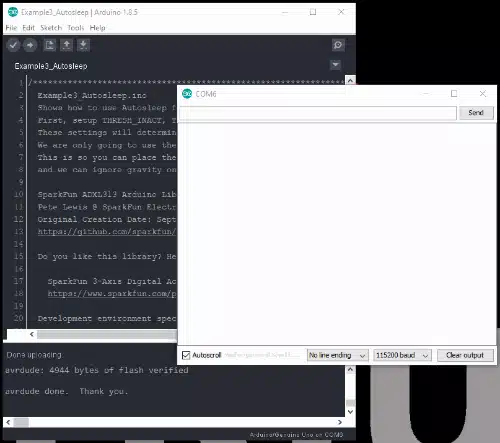 Example3_Autosleep | Arduino 1.8.5
File Edit Sketch Tools Help
Example3_Autosleep
1 /******************************************************************
2 Example3_Autosleep.ino
3 Shows how to use Autosleep f
4 First, setup THRESH_INACT, T
5 These settings will determin
6 We are only going to use the
7 This is so you can place the
8 and we can ignore gravity on
9
10 SparkFun ADXL313 Arduino Lib
11 Pete Lewis @ SparkFun Electr
12 Original Creation Date: Sept
13 https://github.com/sparkfun/
14
15 Do you like this library? He
16
17 SparkFun 3-Axis Digital Ac
18 https://www.sparkfun.com/p
19
20 Development environment spec
COM6
Send
Autoscroll
No line ending
115200 baud
Clear output
Done uploading.
avrdude: 4944 bytes of flash verified
avrdude done. Thank you.
Arduino/Genuino Uno on COM6